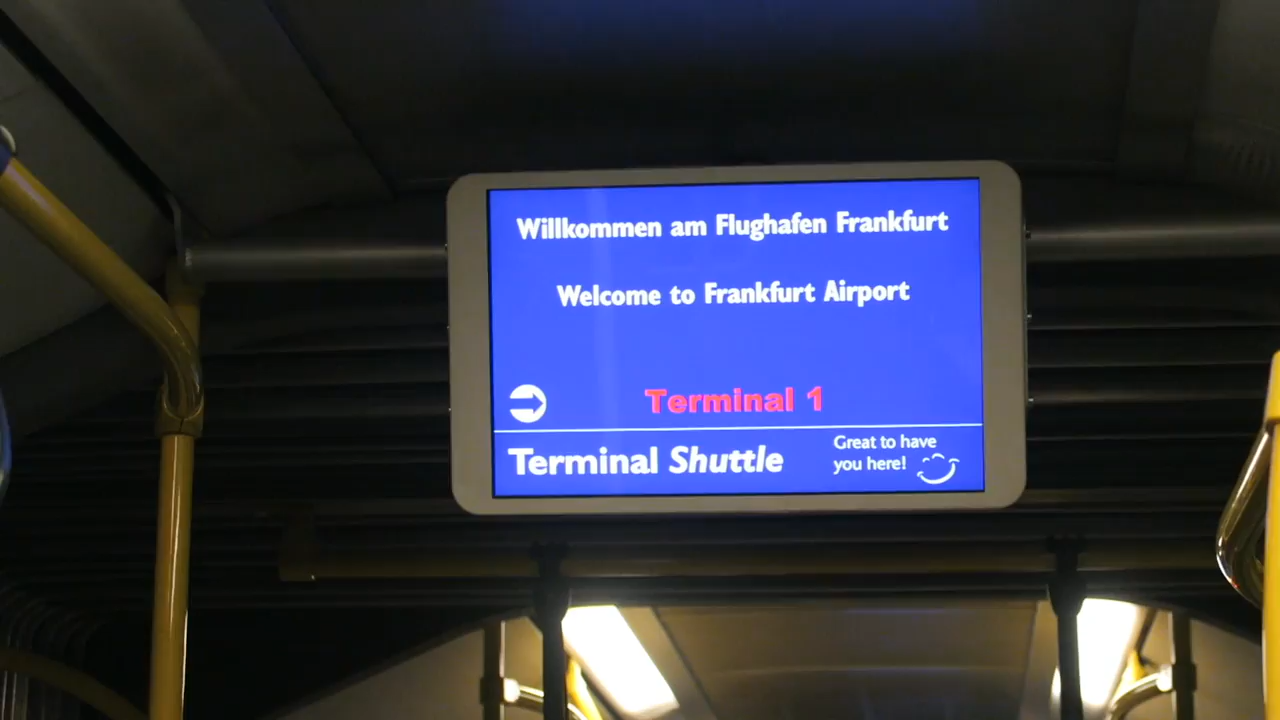 Willkommen am Flughafen Frankfurt
Welcome to Frankfurt Airport
Terminal 1
Terminal Shuttle
Great to have
you here!